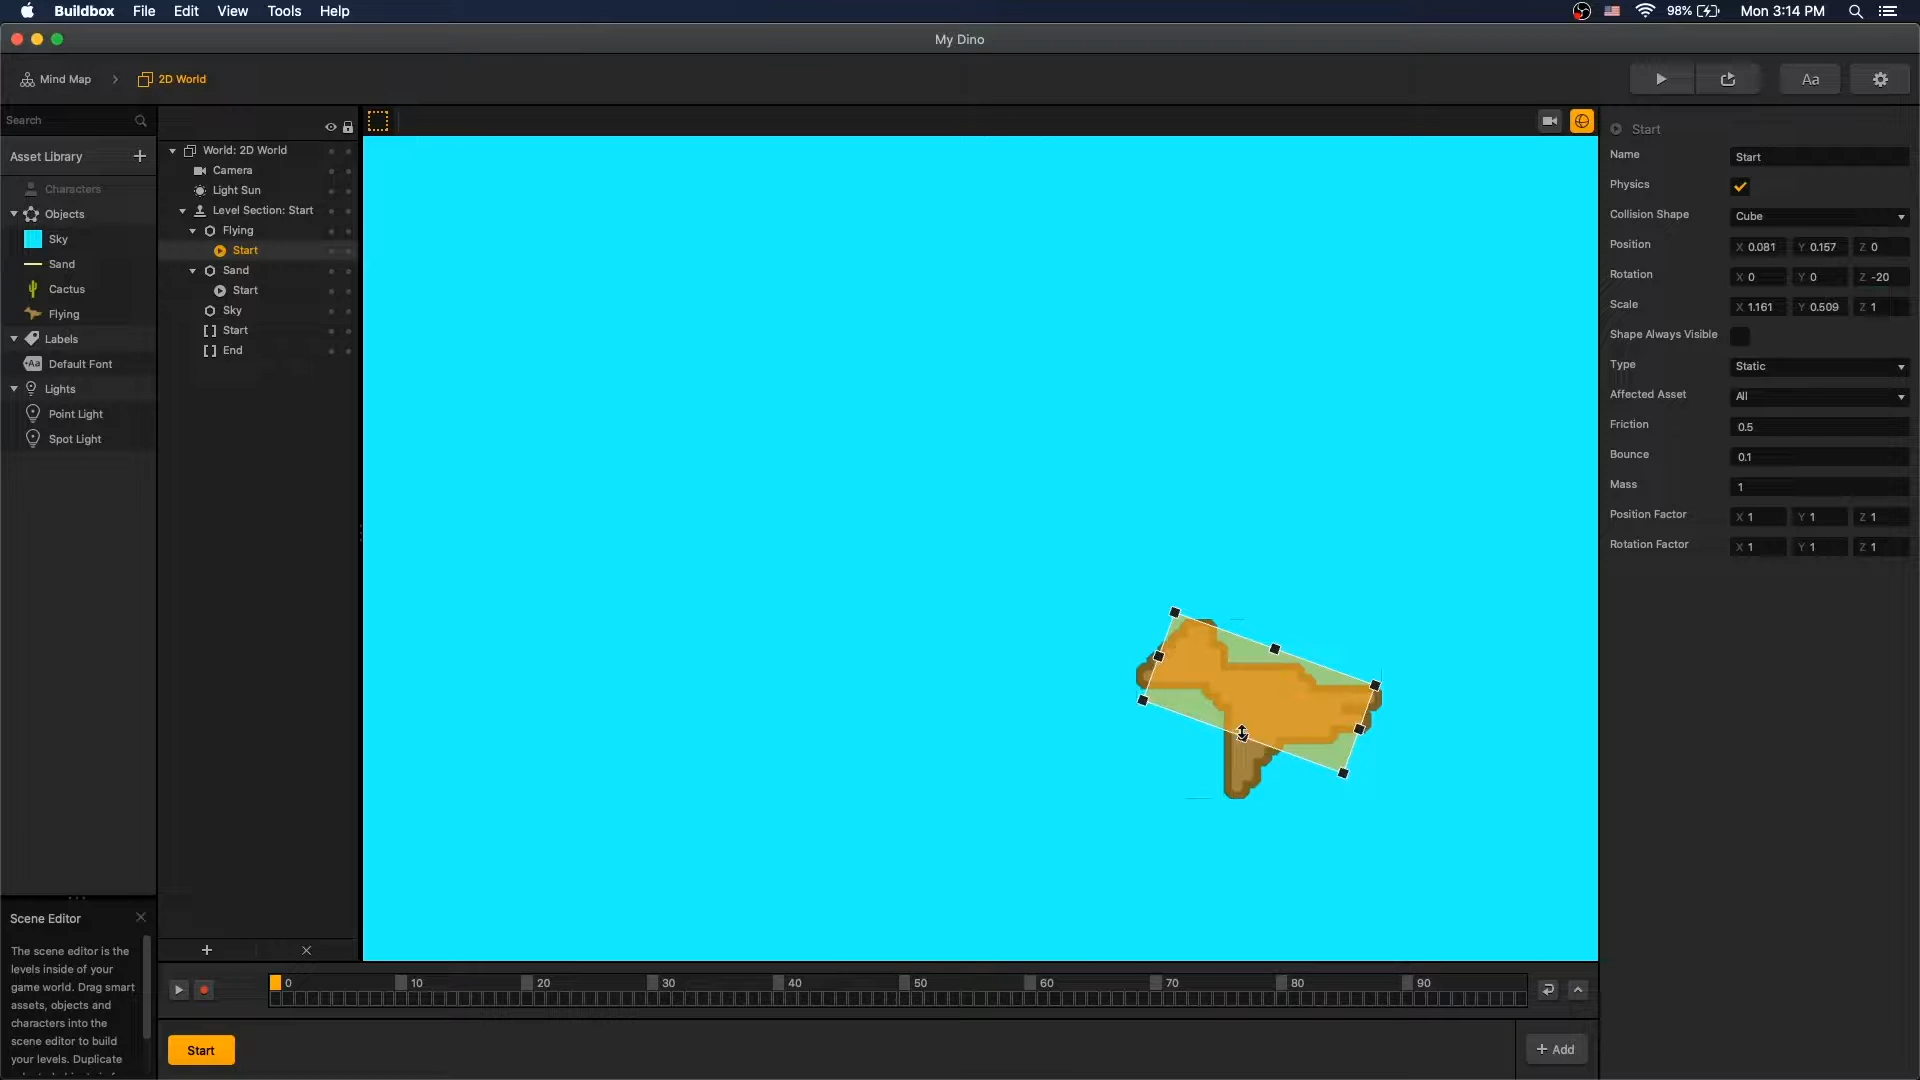 Buildbox File Edit View Tools Help
98% Mon 3:14 PM
My Dino
Mind Map 2D World
Aa
Search
Asset Library
Characters
Objects
Sky
Sand
Cactus
Flying
Labels
Aa Default Font
Lights
Point Light
Spot Light
World: 2D World
Camera
Light Sun
Level Section: Start
Flying
Start
Sand
Start
Sky
Start
End
Start
Name Start
Physics
Collision Shape Cube
Position X 0.081 Y 0.157 Z 0
Rotation X 0 Y 0 Z -20
Scale X 1.161 Y 0.509 Z 1
Shape Always Visible
Type Static
Affected Asset All
Friction 0.5
Bounce 0.1
Mass 1
Position Factor X 1 Y 1 Z 1
Rotation Factor X 1 Y 1 Z 1
Scene Editor
The scene editor is the
levels inside of your
game world. Drag smart
assets, objects and
characters into the
scene editor to build
your levels. Duplicate
0 10 20 30 40 50 60 70 80 90
Start
+ Add